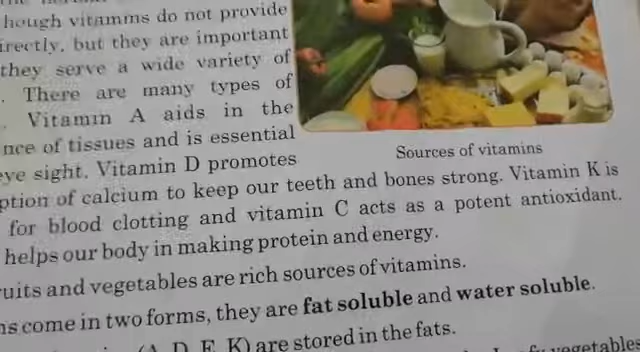 though vitamins do not provide
directly, but they are important
they serve a wide variety of
. There are many types of
. Vitamin A aids in the
nce of tissues and is essential
eye sight. Vitamin D promotes
Sources of vitamins
ption of calcium to keep our teeth and bones strong. Vitamin K is
for blood clotting and vitamin C acts as a potent antioxidant.
helps our body in making protein and energy.
ruits and vegetables are rich sources of vitamins.
ns come in two forms, they are fat soluble and water soluble.
(A, D, E, K) are stored in the fats.
vegetables